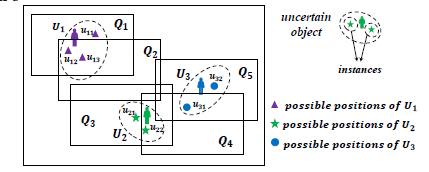 U1
Q1
u11
u12
u13
Q2
U3
Q5
u32
u31
Q3
u21
u22
U2
Q4
uncertain
object
instances
possible positions of U1
possible positions of U2
possible positions of U3